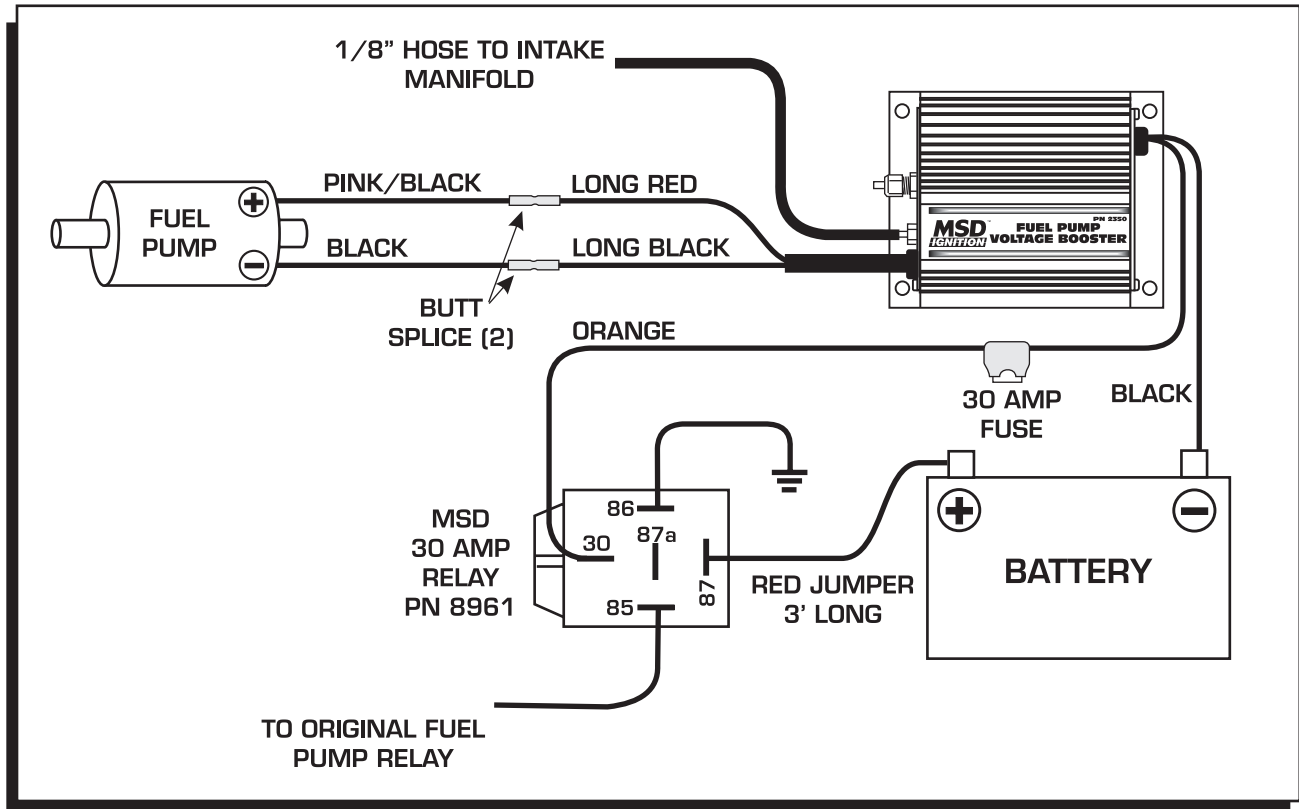 1/8" HOSE TO INTAKE
MANIFOLD
PINK/BLACK
LONG RED
FUEL
PUMP
+
−
BLACK
LONG BLACK
BUTT
SPLICE (2)
PN 2350
MSD™
IGNITION
FUEL PUMP
VOLTAGE BOOSTER
ORANGE
30 AMP
FUSE
BLACK
MSD
30 AMP
RELAY
PN 8961
86
87a
30
87
85
RED JUMPER
3' LONG
+
−
BATTERY
TO ORIGINAL FUEL
PUMP RELAY